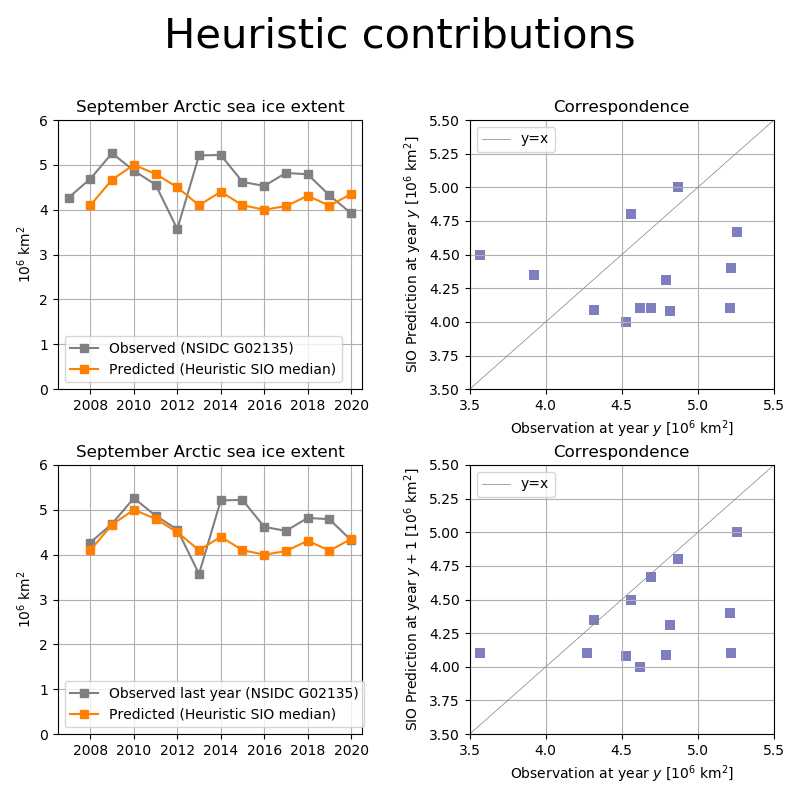 Heuristic contributions
September Arctic sea ice extent
6
5
4
3
2
1
0
10⁶ km²
Observed (NSIDC G02135)
Predicted (Heuristic SIO median)
2008 2010 2012 2014 2016 2018 2020
Correspondence
5.50
5.25
5.00
4.75
4.50
4.25
4.00
3.75
3.50
SIO Prediction at year y [10⁶ km²]
y=x
3.5 4.0 4.5 5.0 5.5
Observation at year y [10⁶ km²]
September Arctic sea ice extent
6
5
4
3
2
1
0
10⁶ km²
Observed last year (NSIDC G02135)
Predicted (Heuristic SIO median)
2008 2010 2012 2014 2016 2018 2020
Correspondence
5.50
5.25
5.00
4.75
4.50
4.25
4.00
3.75
3.50
SIO Prediction at year y + 1 [10⁶ km²]
y=x
3.5 4.0 4.5 5.0 5.5
Observation at year y [10⁶ km²]